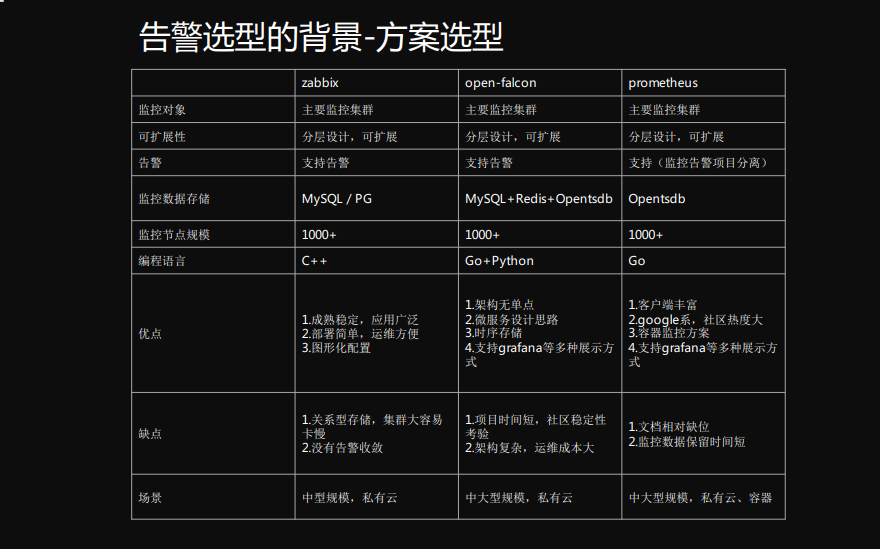 告警选型的背景-方案选型
zabbix open-falcon prometheus
监控对象 主要监控集群 主要监控集群 主要监控集群
可扩展性 分层设计，可扩展 分层设计，可扩展 分层设计，可扩展
告警 支持告警 支持告警 支持（监控告警项目分离）
监控数据存储 MySQL / PG MySQL+Redis+Opentsdb Opentsdb
监控节点规模 1000+ 1000+ 1000+
编程语言 C++ Go+Python Go
优点
1.成熟稳定，应用广泛
2.部署简单，运维方便
3.图形化配置
1.架构无单点
2.微服务设计思路
3.时序存储
4.支持grafana等多种展示方
式
1.客户端丰富
2.google系，社区热度大
3.容器监控方案
4.支持grafana等多种展示方
式
缺点
1.关系型存储，集群大容易
卡慢
2.没有告警收敛
1.项目时间短，社区稳定性
考验
2.架构复杂，运维成本大
1.文档相对缺位
2.监控数据保留时间短
场景 中型规模，私有云 中大型规模，私有云 中大型规模，私有云、容器